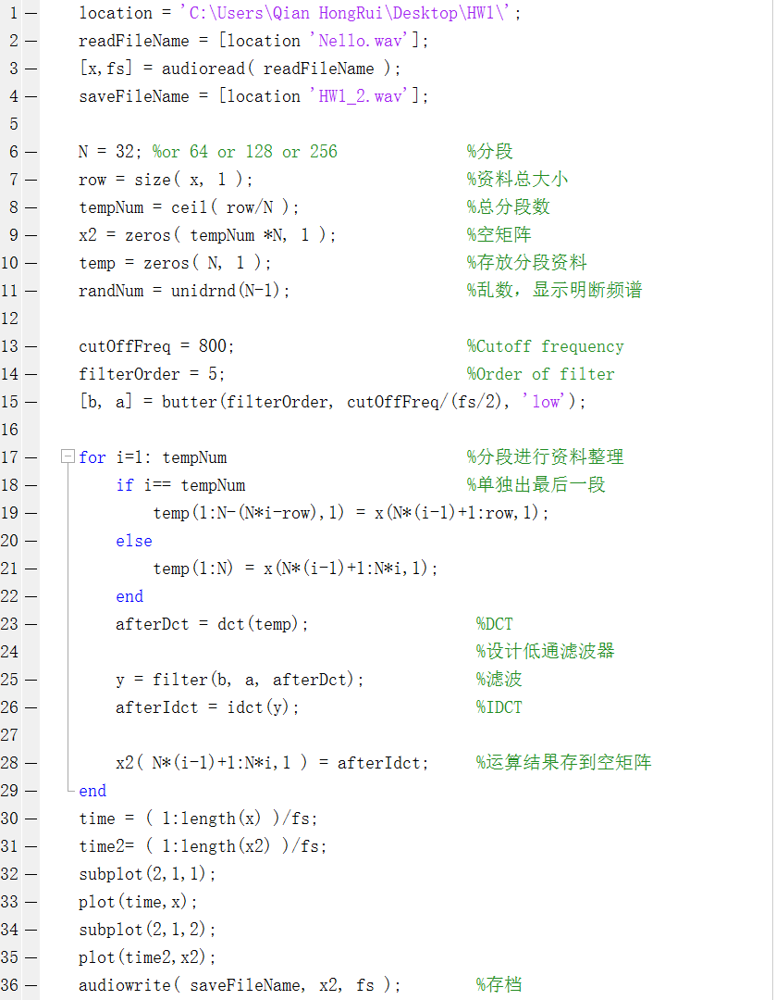 1 — location = 'C:\Users\Qian HongRui\Desktop\HW1\';
2 — readFileName = [location 'Nello.wav'];
3 — [x,fs] = audioread( readFileName );
4 — saveFileName = [location 'HW1_2.wav'];
5
6 — N = 32; %or 64 or 128 or 256 %分段
7 — row = size( x, 1 ); %资料总大小
8 — tempNum = ceil( row/N ); %总分段数
9 — x2 = zeros( tempNum *N, 1 ); %空矩阵
10 — temp = zeros( N, 1 ); %存放分段资料
11 — randNum = unidrnd(N-1); %乱数，显示明断频谱
12
13 — cutOffFreq = 800; %Cutoff frequency
14 — filterOrder = 5; %Order of filter
15 — [b, a] = butter(filterOrder, cutOffFreq/(fs/2), 'low');
16
17 — for i=1: tempNum %分段进行资料整理
18 — if i== tempNum %单独出最后一段
19 — temp(1:N-(N*i-row),1) = x(N*(i-1)+1:row,1);
20 — else
21 — temp(1:N) = x(N*(i-1)+1:N*i,1);
22 — end
23 — afterDct = dct(temp); %DCT
24 %设计低通滤波器
25 — y = filter(b, a, afterDct); %滤波
26 — afterIdct = idct(y); %IDCT
27
28 — x2( N*(i-1)+1:N*i,1 ) = afterIdct; %运算结果存到空矩阵
29 — end
30 — time = ( 1:length(x) )/fs;
31 — time2= ( 1:length(x2) )/fs;
32 — subplot(2,1,1);
33 — plot(time,x);
34 — subplot(2,1,2);
35 — plot(time2,x2);
36 — audiowrite( saveFileName, x2, fs ); %存档